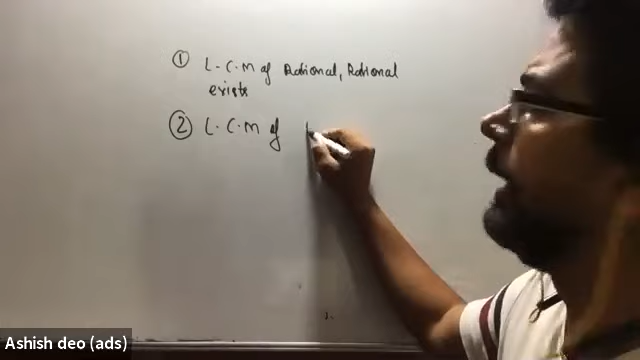 ① L.C.M of Rational, Rational
exists
② L.C.M of
Ashish deo (ads)